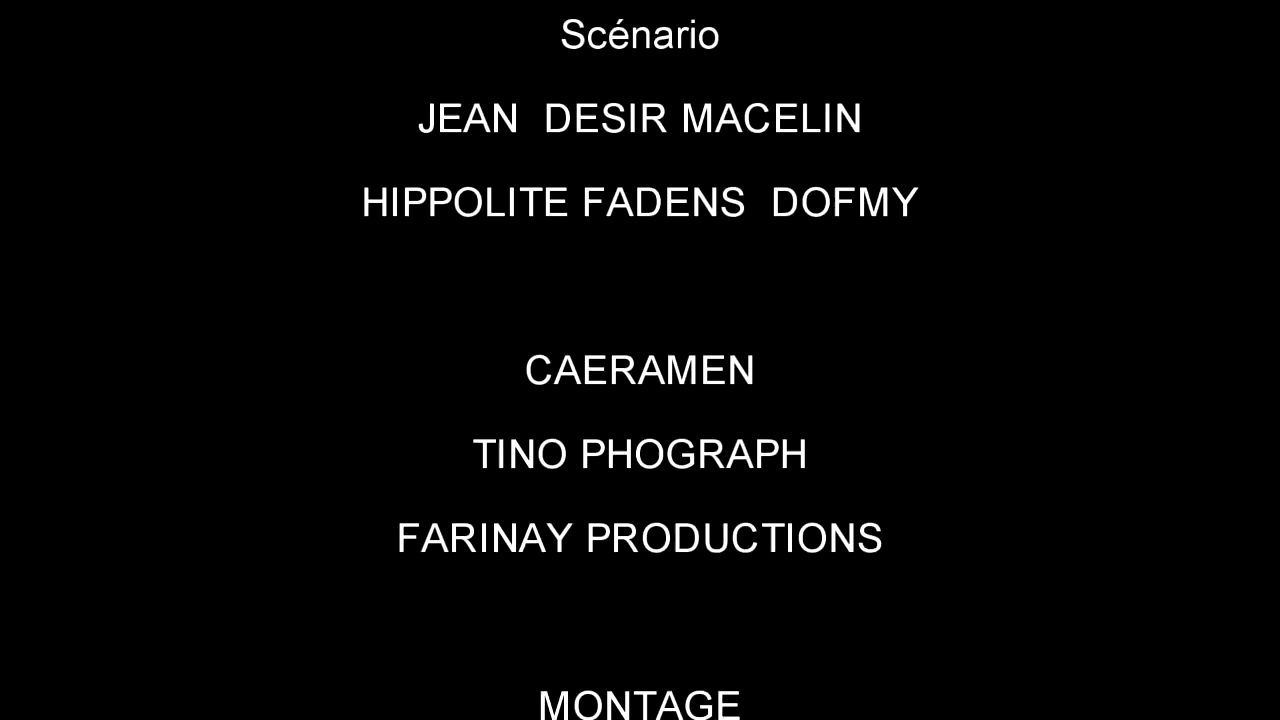 Scénario
JEAN  DESIR MACELIN
HIPPOLITE FADENS  DOFMY
CAERAMEN
TINO PHOGRAPH
FARINAY PRODUCTIONS
MONTAGE